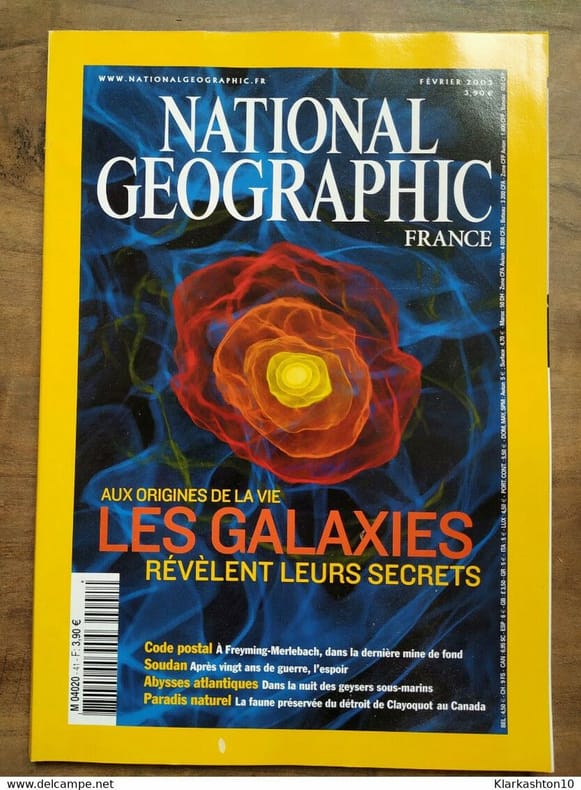 WWW.NATIONALGEOGRAPHIC.FR
FÉVRIER 2003
3,90 €
NATIONAL
GEOGRAPHIC
FRANCE
AUX ORIGINES DE LA VIE
LES GALAXIES
RÉVÈLENT LEURS SECRETS
Code postal À Freyming-Merlebach, dans la dernière mine de fond
Soudan Après vingt ans de guerre, l'espoir
Abysses atlantiques Dans la nuit des geysers sous-marins
Paradis naturel La faune préservée du détroit de Clayoquot au Canada
M 04020 - 41 - F: 3,90 €
www.delcampe.net
Klarkashton10